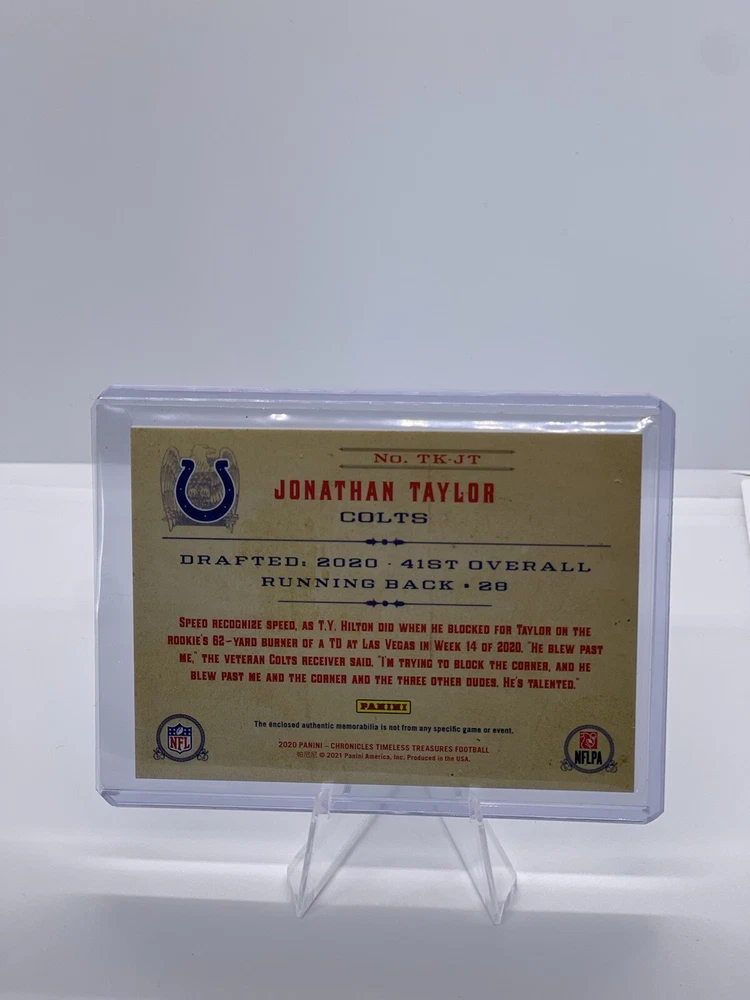 No. TK-JT
JONATHAN TAYLOR
COLTS
DRAFTED: 2020 · 41ST OVERALL
RUNNING BACK • 28
SPEED RECOGNIZE SPEED, AS T.Y. HILTON DID WHEN HE BLOCKED FOR TAYLOR ON THE
ROOKIE'S 62-YARD BURNER OF A TD AT LAS VEGAS IN WEEK 14 OF 2020. "HE BLEW PAST
ME," THE VETERAN COLTS RECEIVER SAID. "I'M TRYING TO BLOCK THE CORNER, AND HE
BLEW PAST ME AND THE CORNER AND THE THREE OTHER DUDES. HE'S TALENTED."
PANINI
The enclosed authentic memorabilia is not from any specific game or event.
NFL
2020 PANINI – CHRONICLES TIMELESS TREASURES FOOTBALL
帕尼尼 © 2021 Panini America, Inc. Produced in the USA.
NFLPA